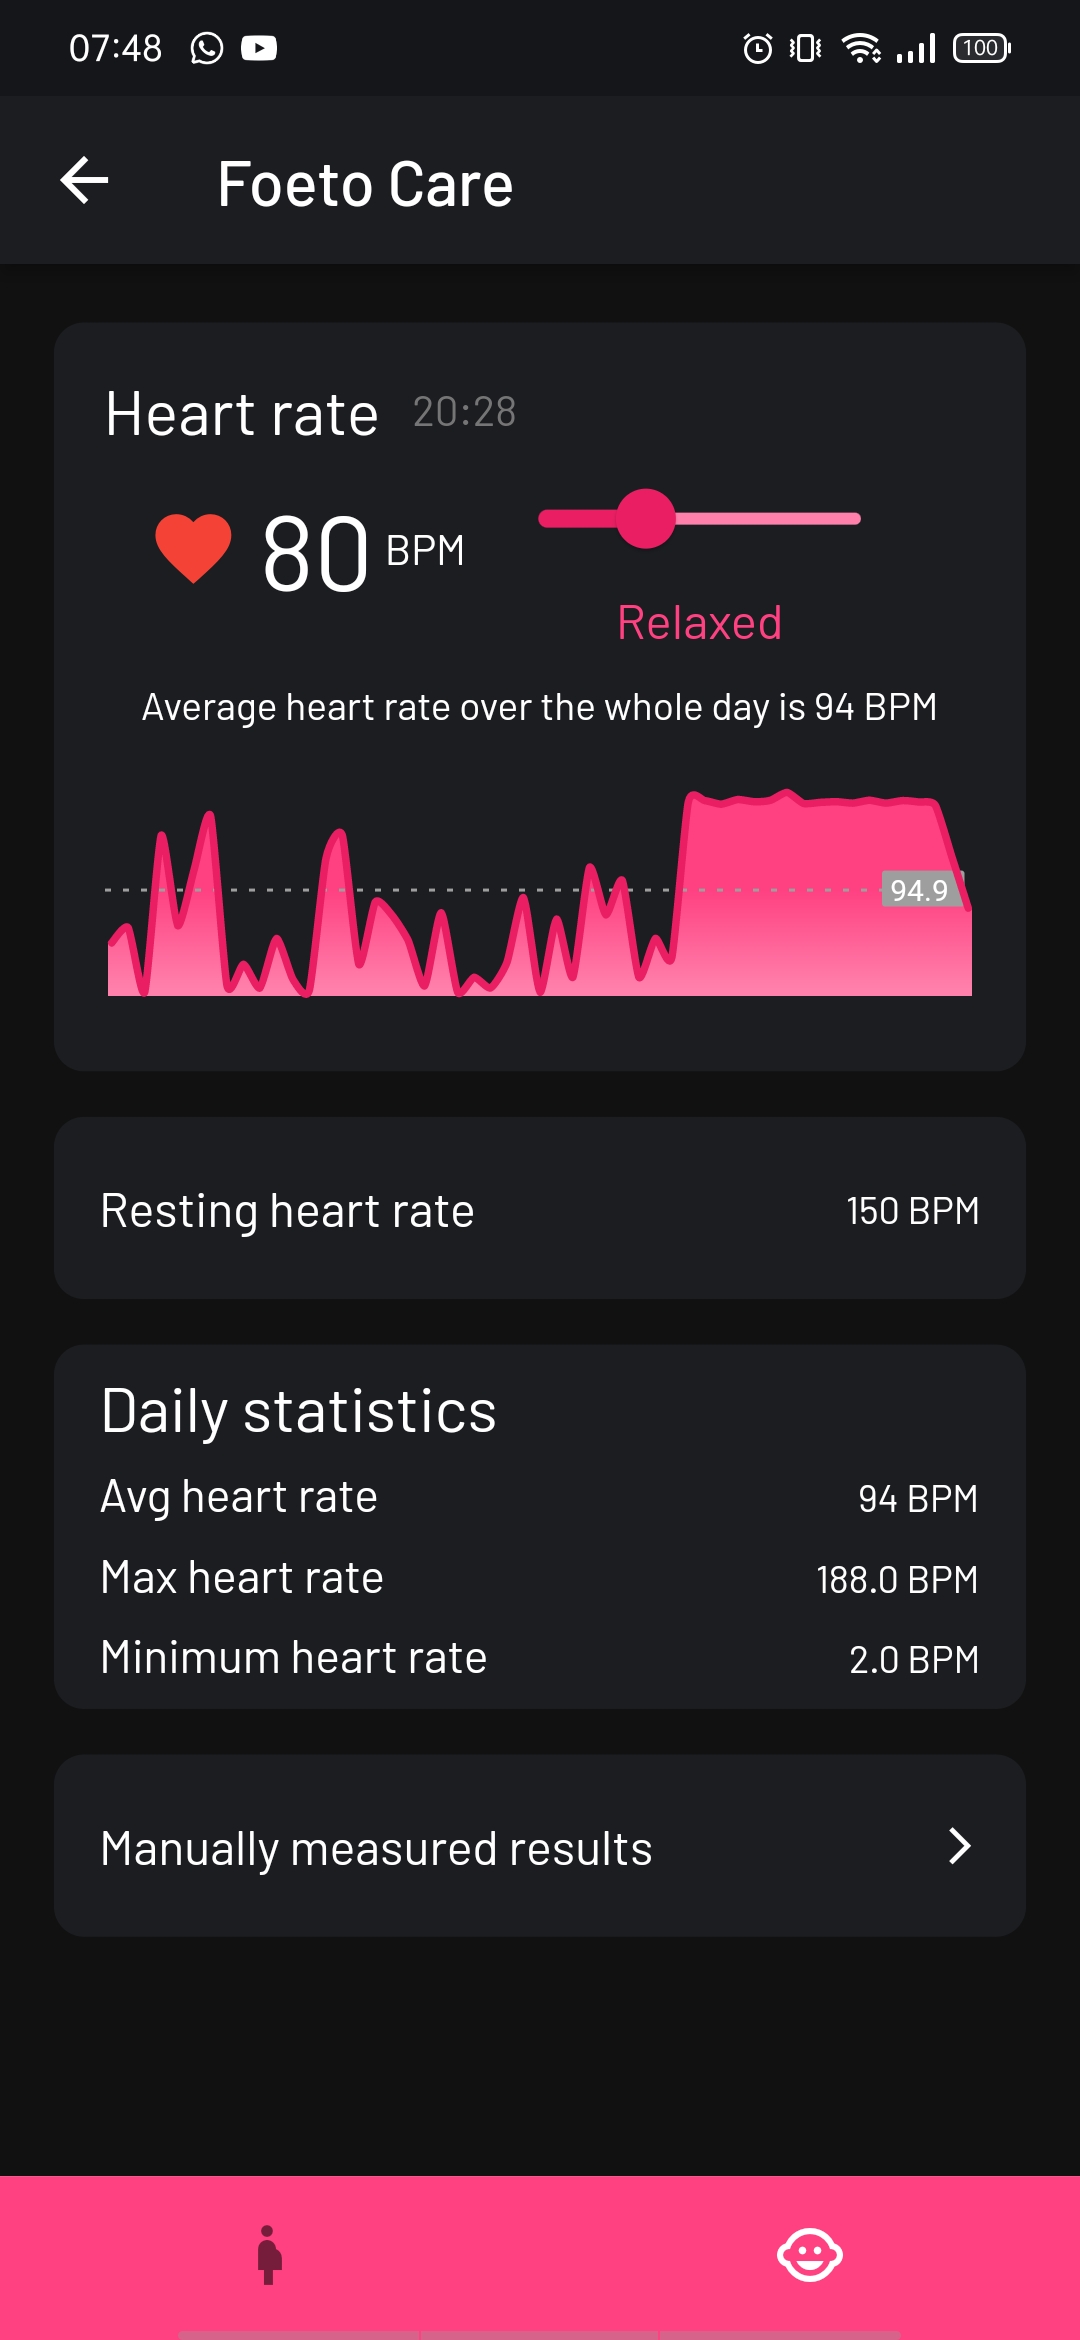 07:48
100
Foeto Care
Heart rate 20:28
80 BPM
Relaxed
Average heart rate over the whole day is 94 BPM
94.9
Resting heart rate 150 BPM
Daily statistics
Avg heart rate 94 BPM
Max heart rate 188.0 BPM
Minimum heart rate 2.0 BPM
Manually measured results